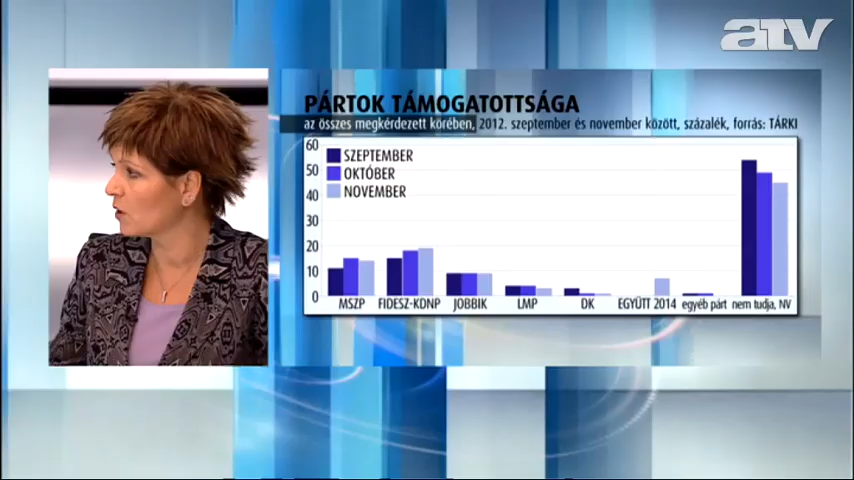 atv
PÁRTOK TÁMOGATOTTSÁGA
az összes megkérdezett körében, 2012. szeptember és november között, százalék, forrás: TÁRKI
60
50
40
30
20
10
0
SZEPTEMBER
OKTÓBER
NOVEMBER
MSZP FIDESZ-KDNP JOBBIK LMP DK EGYÜTT 2014 egyéb párt nem tudja, NV